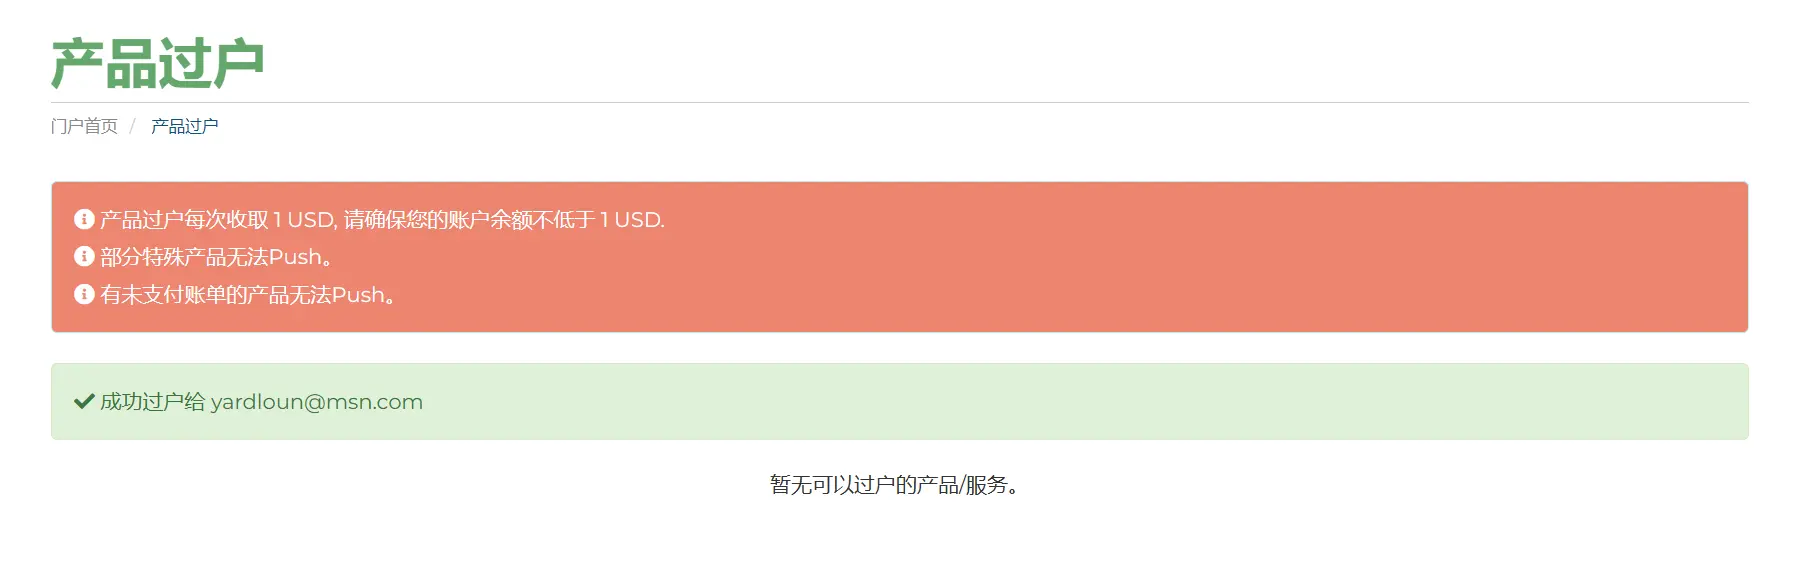 产品过户
门户首页 / 产品过户
产品过户每次收取 1 USD, 请确保您的账户余额不低于 1 USD.
部分特殊产品无法Push。
有未支付账单的产品无法Push。
成功过户给 yardloun@msn.com
暂无可以过户的产品/服务。